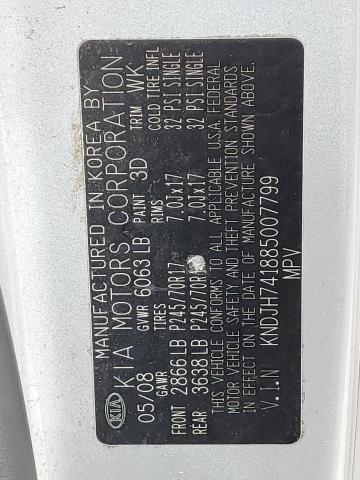 MANUFACTURED IN KOREA BY
KIA KIA MOTORS CORPORATION
05/08 GVWR 6063 LB PAINT 3D TRIM WK
GAWR TIRES RIMS COLD TIRE INFL
FRONT 2866 LB P245/70R17 7.0JX17 32 PSI SINGLE
REAR 3638 LB P245/70R17 7.0JX17 32 PSI SINGLE
THIS VEHICLE CONFORMS TO ALL APPLICABLE U.S.A. FEDERAL
MOTOR VEHICLE SAFETY AND THEFT PREVENTION STANDARDS
IN EFFECT ON THE DATE OF MANUFACTURE SHOWN ABOVE.
V.I.N KNDJH741885007799
MPV